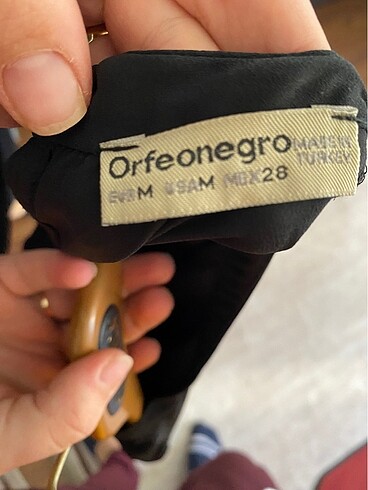 Orfeonegro MADE IN
TURKEY
EUR M USA M MEX 28